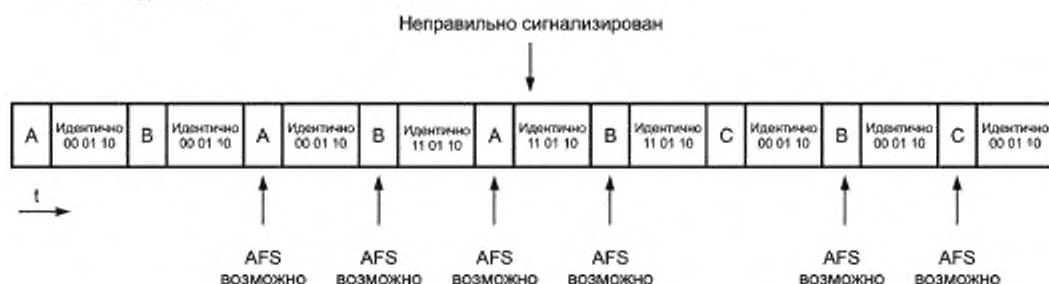 Неправильно сигнализирован
A
Идентично
00 01 10
B
Идентично
00 01 10
A
Идентично
00 01 10
B
Идентично
11 01 10
A
Идентично
11 01 10
B
Идентично
11 01 10
C
Идентично
00 01 10
B
Идентично
00 01 10
C
Идентично
00 01 10
t
AFS
возможно
AFS
возможно
AFS
возможно
AFS
возможно
AFS
возможно
AFS
возможно